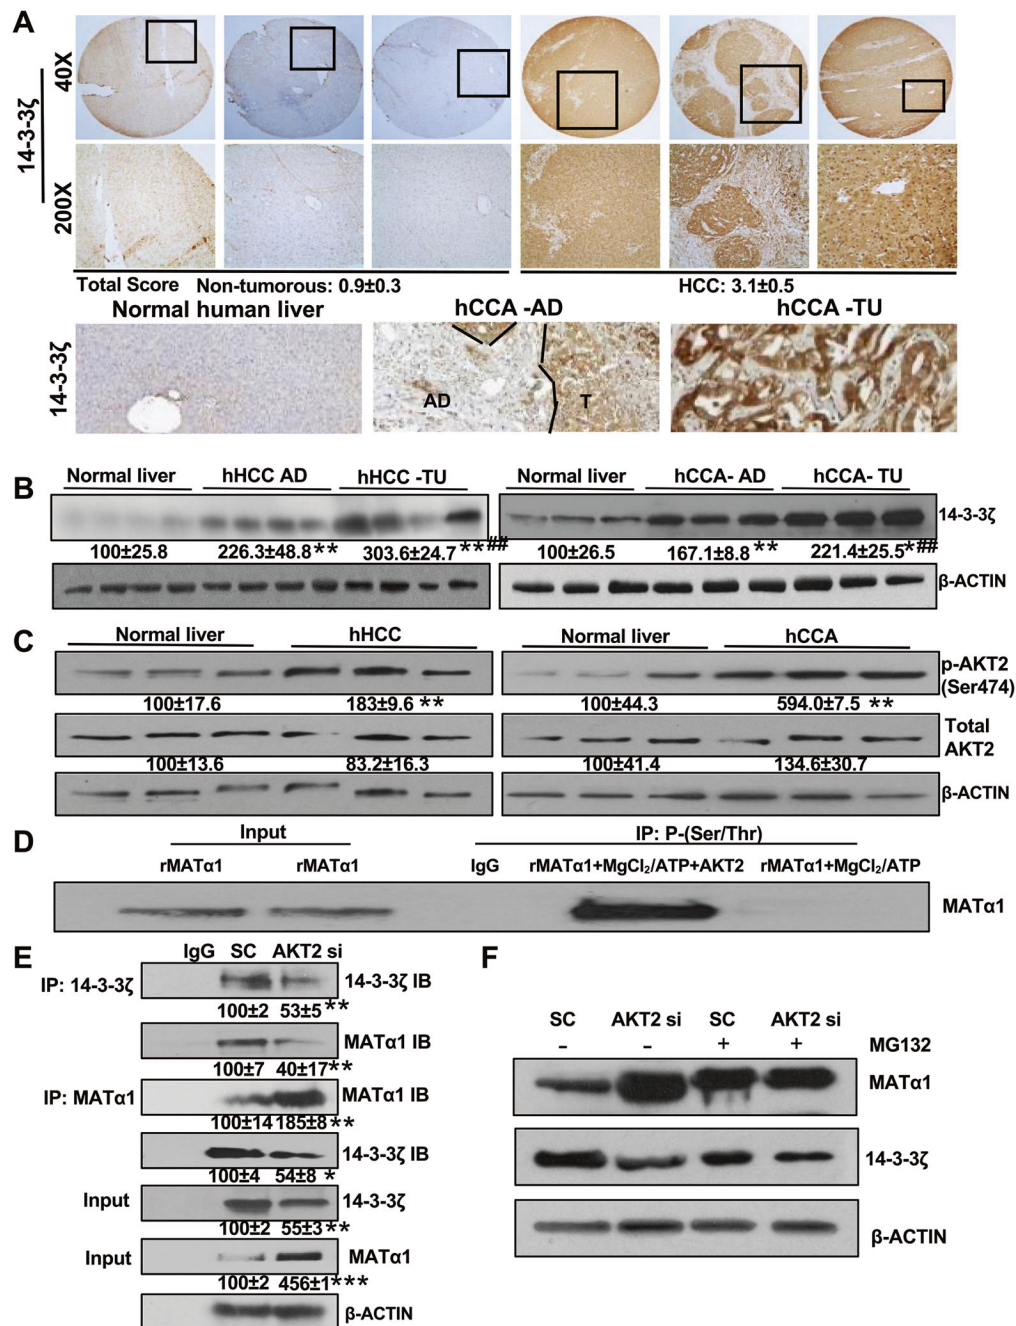 A
14-3-3ζ
40X
200X
Total Score Non-tumorous: 0.9±0.3 HCC: 3.1±0.5
Normal human liver hCCA -AD hCCA -TU
14-3-3ζ
AD T
B
Normal liver hHCC AD hHCC -TU Normal liver hCCA- AD hCCA- TU
14-3-3ζ
100±25.8 226.3±48.8** 303.6±24.7**## 100±26.5 167.1±8.8** 221.4±25.5*##
β-ACTIN
C
Normal liver hHCC Normal liver hCCA
p-AKT2
(Ser474)
100±17.6 183±9.6 ** 100±44.3 594.0±7.5 **
Total
AKT2
100±13.6 83.2±16.3 100±41.4 134.6±30.7
β-ACTIN
D
Input IP: P-(Ser/Thr)
rMATα1 rMATα1 IgG rMATα1+MgCl₂/ATP+AKT2 rMATα1+MgCl₂/ATP
MATα1
E
IgG SC AKT2 si
IP: 14-3-3ζ 14-3-3ζ IB
100±2 53±5**
MATα1 IB
100±7 40±17**
IP: MATα1 MATα1 IB
100±14 185±8**
14-3-3ζ IB
100±4 54±8 *
Input 14-3-3ζ
100±2 55±3**
Input MATα1
100±2 456±1***
β-ACTIN
F
SC AKT2 si SC AKT2 si
- - + + MG132
MATα1
14-3-3ζ
β-ACTIN